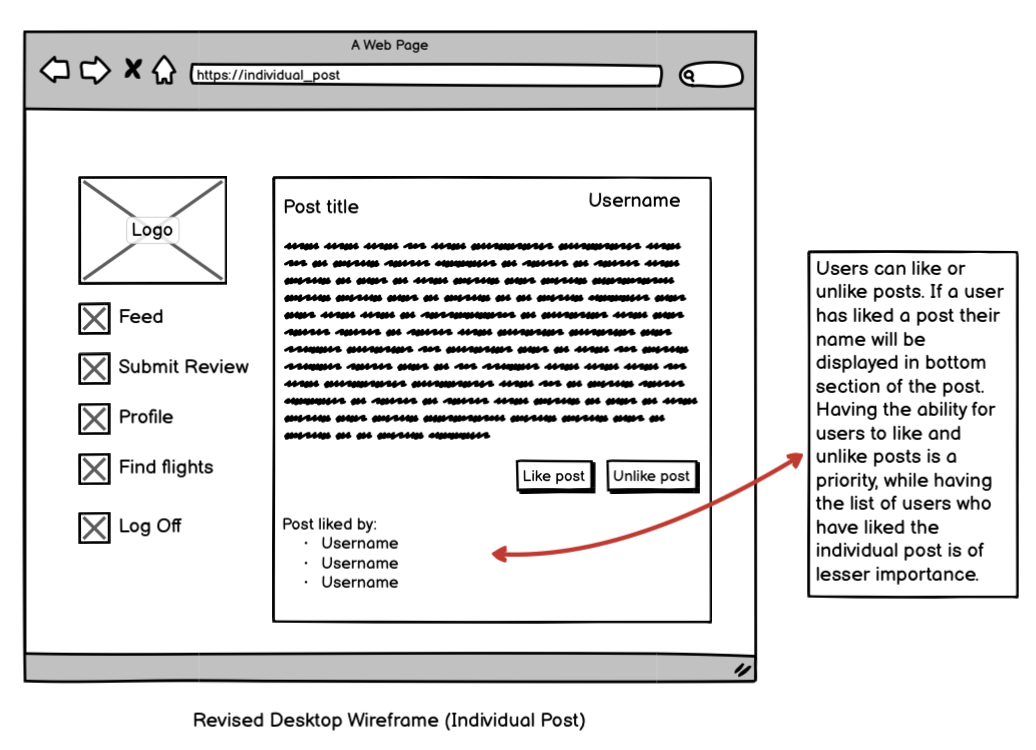 A Web Page
https://individual_post
Logo
Feed
Submit Review
Profile
Find flights
Log Off
Post title
Username
Like post
Unlike post
Post liked by:
• Username
• Username
• Username
Users can like or
unlike posts. If a user
has liked a post their
name will be
displayed in bottom
section of the post.
Having the ability for
users to like and
unlike posts is a
priority, while having
the list of users who
have liked the
individual post is of
lesser importance.
Revised Desktop Wireframe (Individual Post)